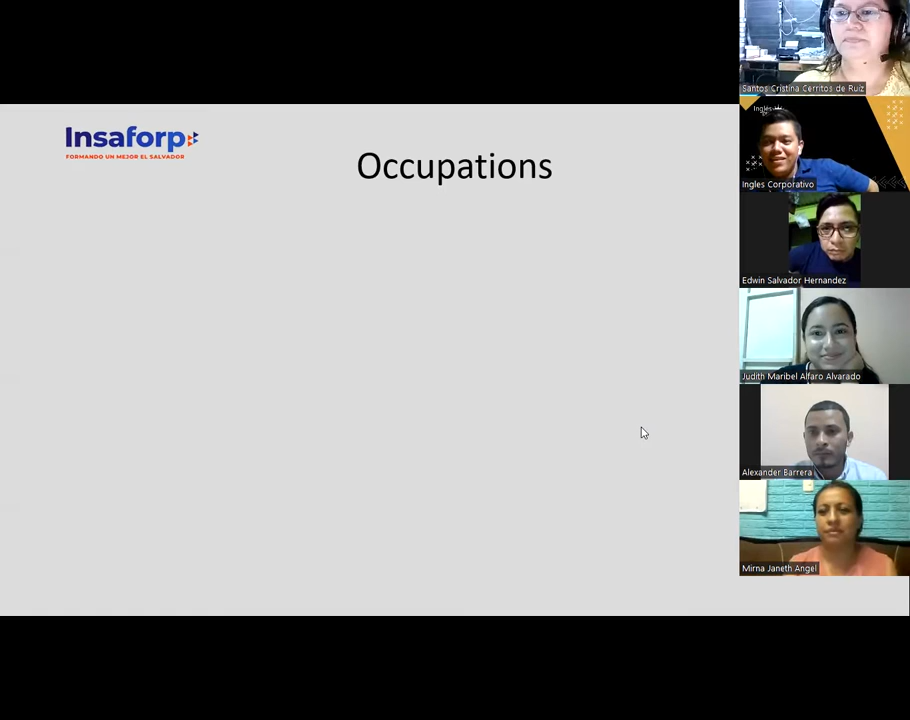 Insaforp
FORMANDO UN MEJOR EL SALVADOR
Occupations
Santos Cristina Cerritos de Ruiz
Ingles
Ingles Corporativo
Edwin Salvador Hernandez
Judith Maribel Alfaro Alvarado
Alexander Barrera
Mirna Janeth Angel